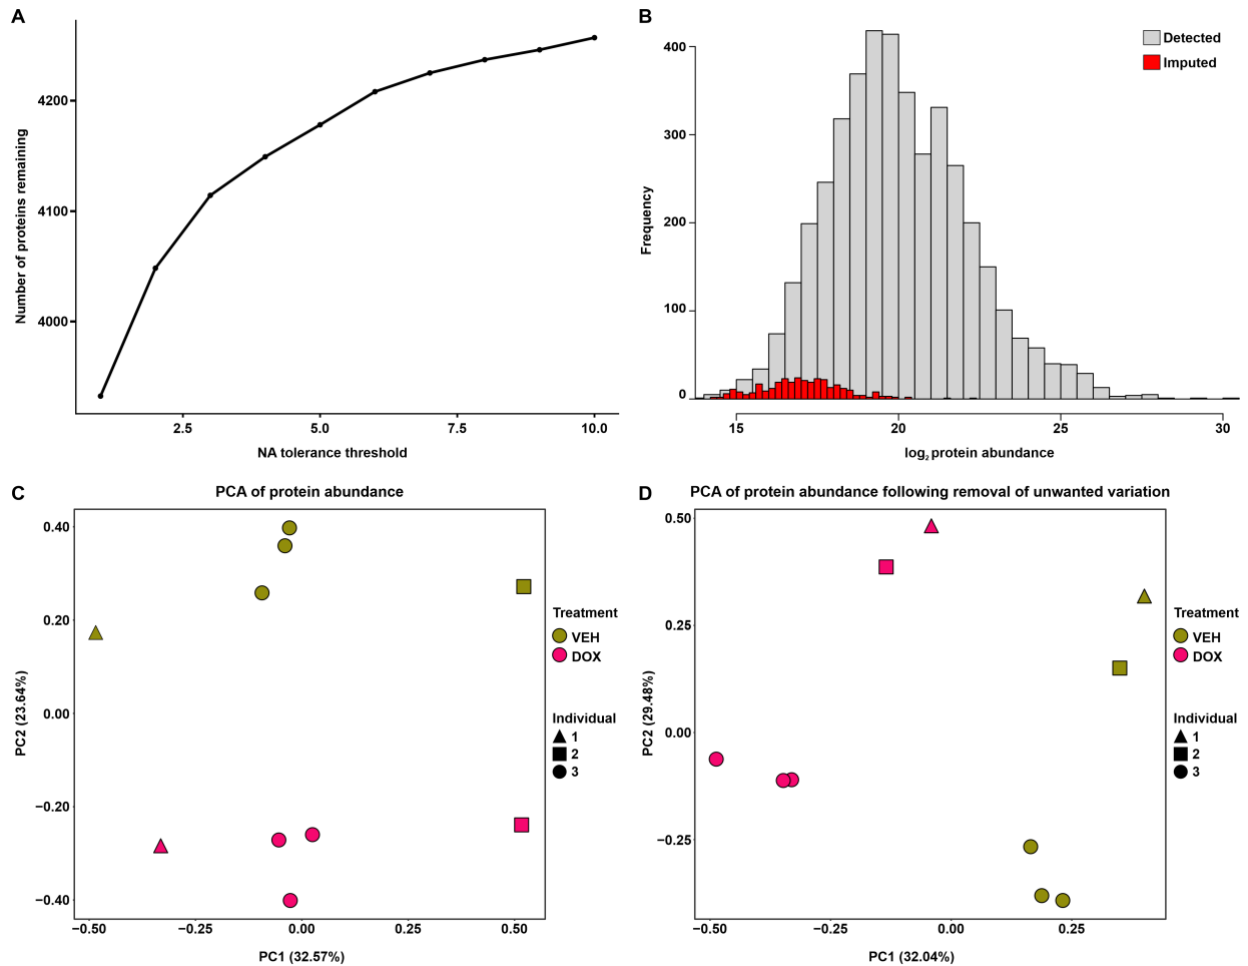 A
Number of proteins remaining
4200
4100
4000
2.5
5.0
7.5
10.0
NA tolerance threshold
B
Frequency
400
300
200
100
0
15
20
25
30
log2 protein abundance
Detected
Imputed
C
PCA of protein abundance
PC2 (23.64%)
0.40
0.20
0.00
−0.20
−0.40
−0.50
−0.25
0.00
0.25
0.50
PC1 (32.57%)
Treatment
VEH
DOX
Individual
1
2
3
D
PCA of protein abundance following removal of unwanted variation
PC2 (29.48%)
0.50
0.25
0.00
−0.25
−0.50
−0.25
0.00
0.25
PC1 (32.04%)
Treatment
VEH
DOX
Individual
1
2
3